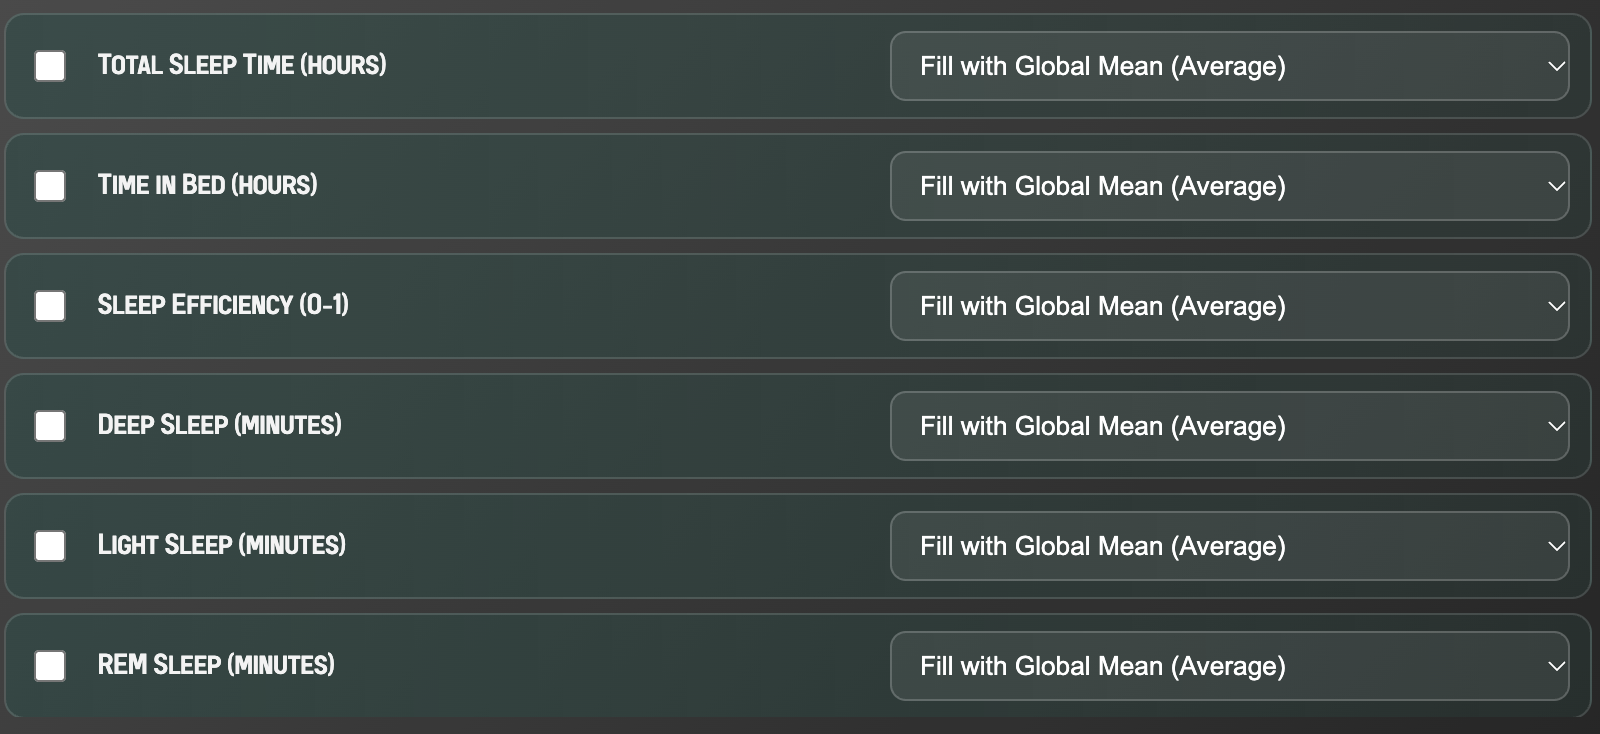 Total Sleep Time (hours)
Fill with Global Mean (Average)
Time in Bed (hours)
Fill with Global Mean (Average)
Sleep Efficiency (0-1)
Fill with Global Mean (Average)
Deep Sleep (minutes)
Fill with Global Mean (Average)
Light Sleep (minutes)
Fill with Global Mean (Average)
REM Sleep (minutes)
Fill with Global Mean (Average)